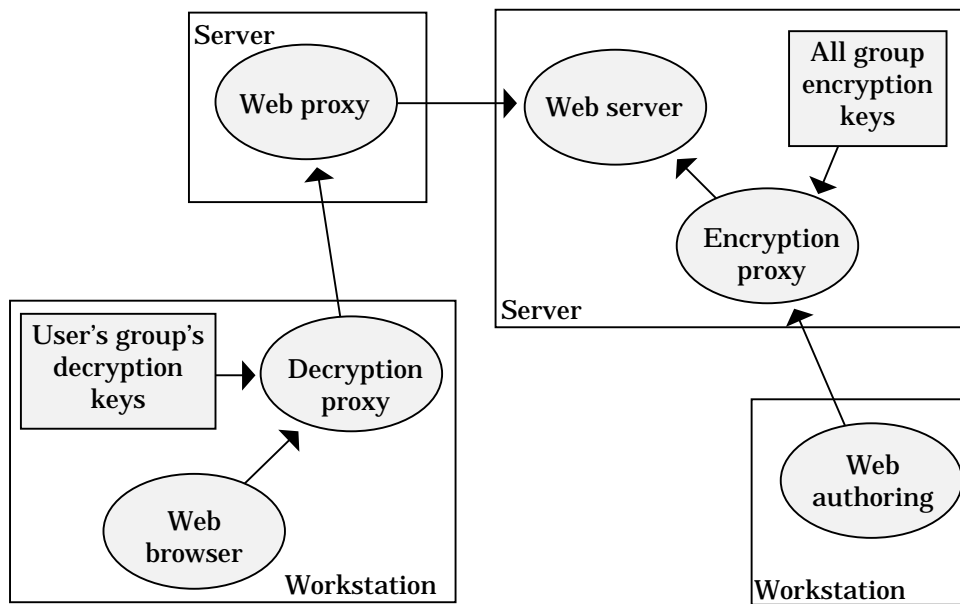 Server
Web proxy
Web server
All group
encryption
keys
Encryption
proxy
Server
User's group's
decryption
keys
Decryption
proxy
Web
browser
Workstation
Web
authoring
Workstation